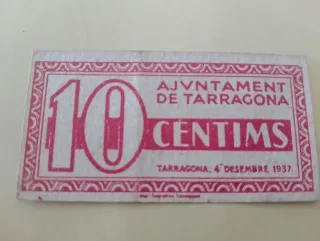 AJVNTAMENT
DE TARRAGONA
10 CENTIMS
TARRAGONA, 4 DESEMBRE 1937